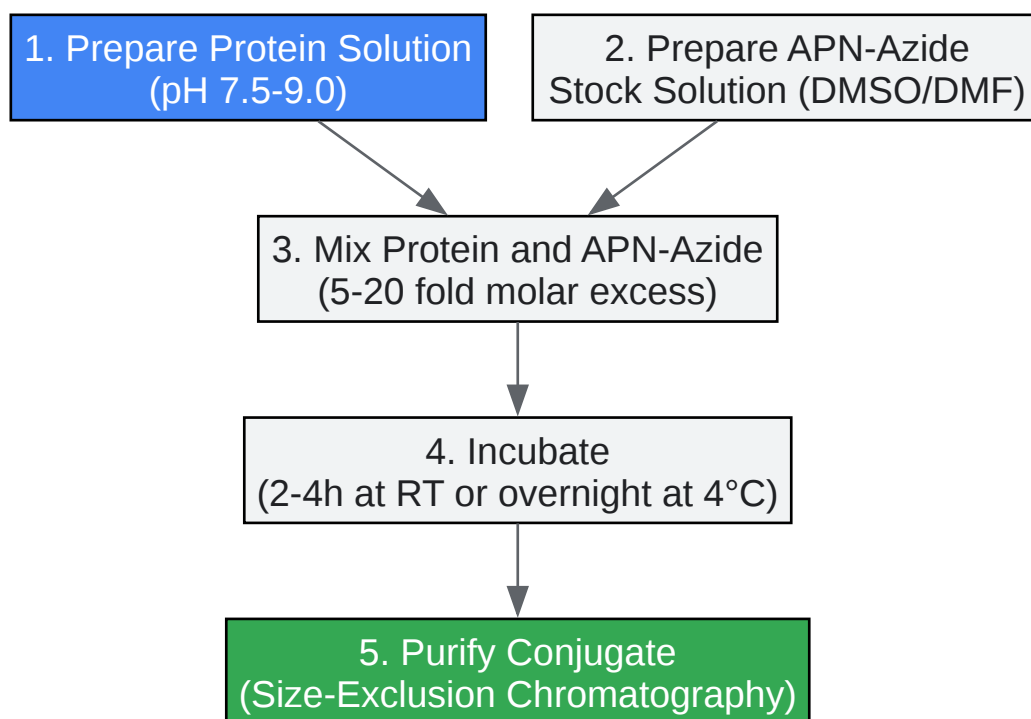 1. Prepare Protein Solution
(pH 7.5-9.0)
2. Prepare APN-Azide
Stock Solution (DMSO/DMF)
3. Mix Protein and APN-Azide
(5-20 fold molar excess)
4. Incubate
(2-4h at RT or overnight at 4°C)
5. Purify Conjugate
(Size-Exclusion Chromatography)